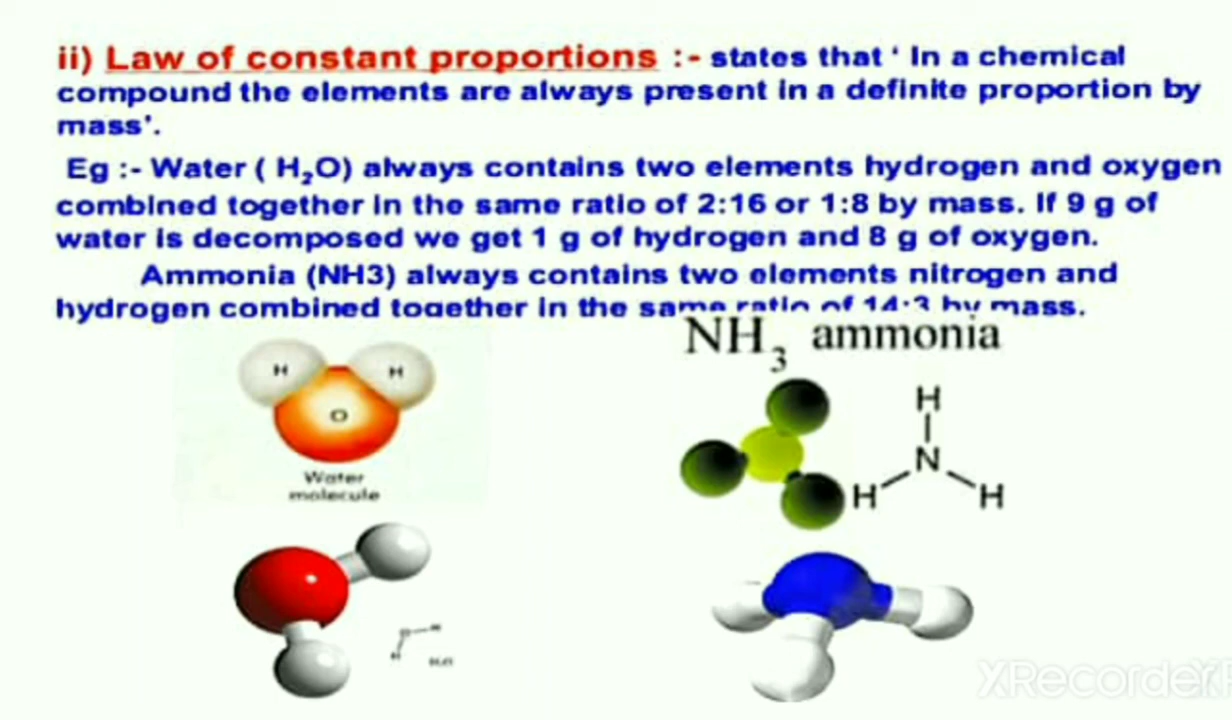 ii) Law of constant proportions :- states that ‘ In a chemical
compound the elements are always present in a definite proportion by
mass’.
Eg :- Water ( H₂O) always contains two elements hydrogen and oxygen
combined together in the same ratio of 2:16 or 1:8 by mass. If 9 g of
water is decomposed we get 1 g of hydrogen and 8 g of oxygen.
Ammonia (NH3) always contains two elements nitrogen and
hydrogen combined together in the same ratio of 14:3 by mass.
NH₃ ammonia
H H
O
Water
molecule
H
N
H H
XRecorder